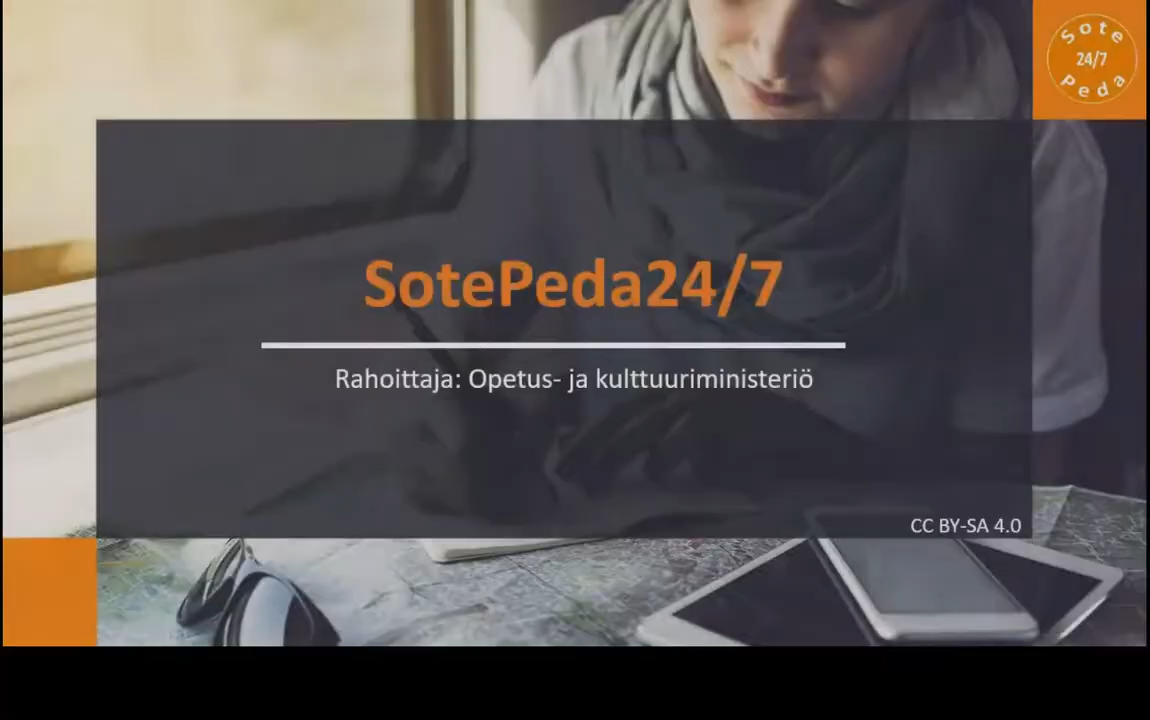 Sote
24/7
Peda
SotePeda24/7
Rahoittaja: Opetus- ja kulttuuriministeriö
CC BY-SA 4.0